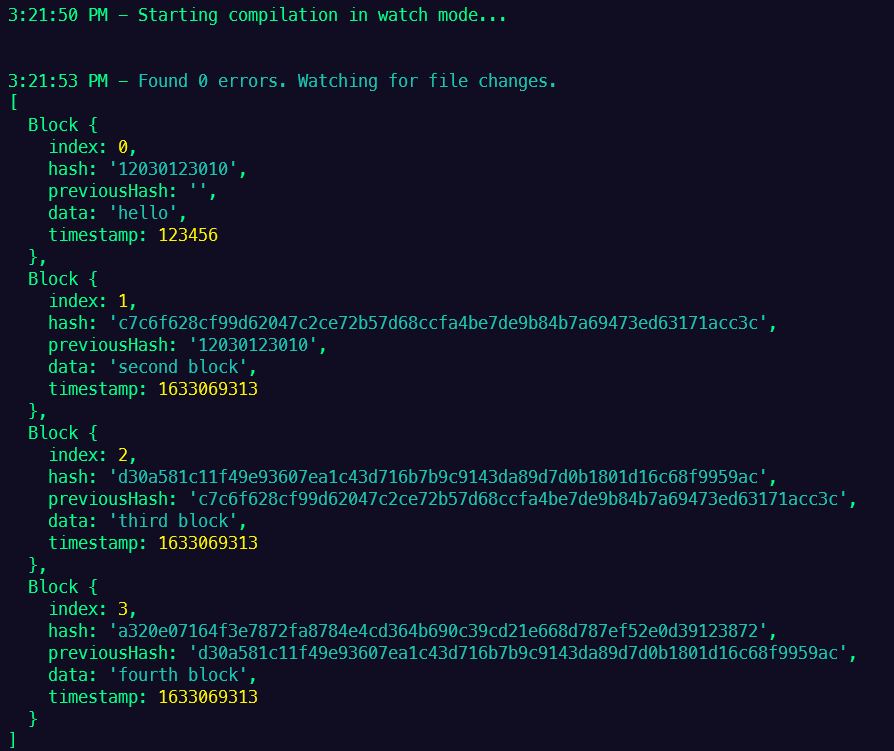 3:21:50 PM – Starting compilation in watch mode...
3:21:53 PM – Found 0 errors. Watching for file changes.
[
  Block {
    index: 0,
    hash: '12030123010',
    previousHash: '',
    data: 'hello',
    timestamp: 123456
  },
  Block {
    index: 1,
    hash: 'c7c6f628cf99d62047c2ce72b57d68ccfa4be7de9b84b7a69473ed63171acc3c',
    previousHash: '12030123010',
    data: 'second block',
    timestamp: 1633069313
  },
  Block {
    index: 2,
    hash: 'd30a581c11f49e93607ea1c43d716b7b9c9143da89d7d0b1801d16c68f9959ac',
    previousHash: 'c7c6f628cf99d62047c2ce72b57d68ccfa4be7de9b84b7a69473ed63171acc3c',
    data: 'third block',
    timestamp: 1633069313
  },
  Block {
    index: 3,
    hash: 'a320e07164f3e7872fa8784e4cd364b690c39cd21e668d787ef52e0d39123872',
    previousHash: 'd30a581c11f49e93607ea1c43d716b7b9c9143da89d7d0b1801d16c68f9959ac',
    data: 'fourth block',
    timestamp: 1633069313
  }
]